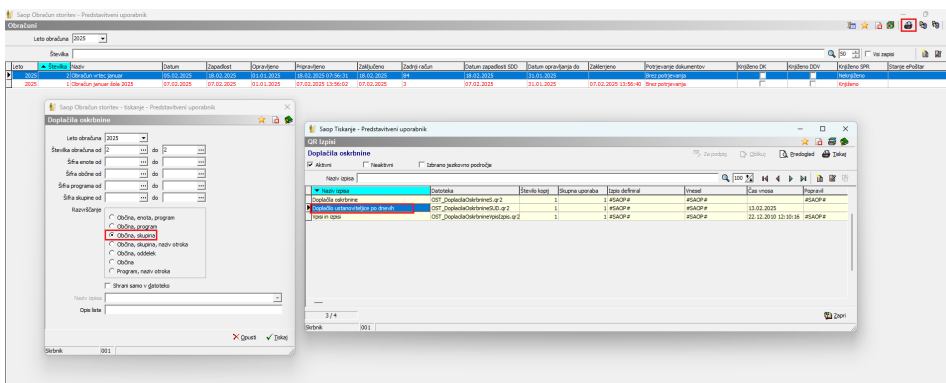 Saop Obračun storitev - Predstavitveni uporabnik
Obračuni
Leto obračuna 2025
Številka 50 Vsi zapisi
Leto Številka Naziv Datum Zapadlost Opravljeno Pripravljeno Zaključeno Zadnji račun Datum zapadlosti SDD Datum opravljanja do Zaklenjeno Potrjevanje dokumentov Knjiženo DK Knjiženo DDV Knjiženo SPR Stanje ePoštar
2025 2 Obračun vrtec januar 05.02.2025 18.02.2025 01.01.2025 18.02.2025 07:56:31 18.02.2025 84 18.02.2025 31.01.2025 Brez potrjevanja Neknjiženo
2025 1 Obračun januar šole 2025 07.02.2025 07.02.2025 01.01.2025 07.02.2025 13:56:02 07.02.2025 3 07.02.2025 31.01.2025 07.02.2025 13:56:40 Brez potrjevanja Knjiženo
Saop Obračun storitev - tiskanje - Predstavitveni uporabnik
Doplačila oskrbnine
Leto obračuna 2025
Številka obračuna od 2 do 2
Šifra enote od do
Šifra občine od do
Šifra programa od do
Šifra skupine od do
Razvrščanje
Občina, enota, program
Občina, program
Občina, skupina
Občina, skupina, naziv otroka
Občina, oddelek
Občina
Program, naziv otroka
Shrani samo v datoteko
Naziv izpisa
Opis liste
Opusti Tiskaj
Skrbnik 001
Saop Tiskanje - Predstavitveni uporabnik
QR Izpisi
Doplačila oskrbnine Za podpis Oblikuj Predogled Tiskaj
Aktivni Neaktivni Izbrano jezikovno področje
Naziv izpisa 100
Naziv izpisa Datoteka Število kopij Skupna uporaba Izpis definiral Vnesel Čas vnosa Popravil
Doplačila oskrbnine OST_DoplacilaOskrbnineS.qr2 1 1 #SAOP# #SAOP# #SAOP#
Doplačilo ustanoviteljice po dnevih OST_DoplacilaOskrbnineSUD.qr2 1 1 #SAOP# #SAOP# 13.02.2025
Vpisi in izpisi OST_DoplacilaOskrbnineVpisIzpis.qr2 1 1 #SAOP# #SAOP# 22.12.2010 12:10:16 #SAOP#
3 / 4 Zapri
Skrbnik 001